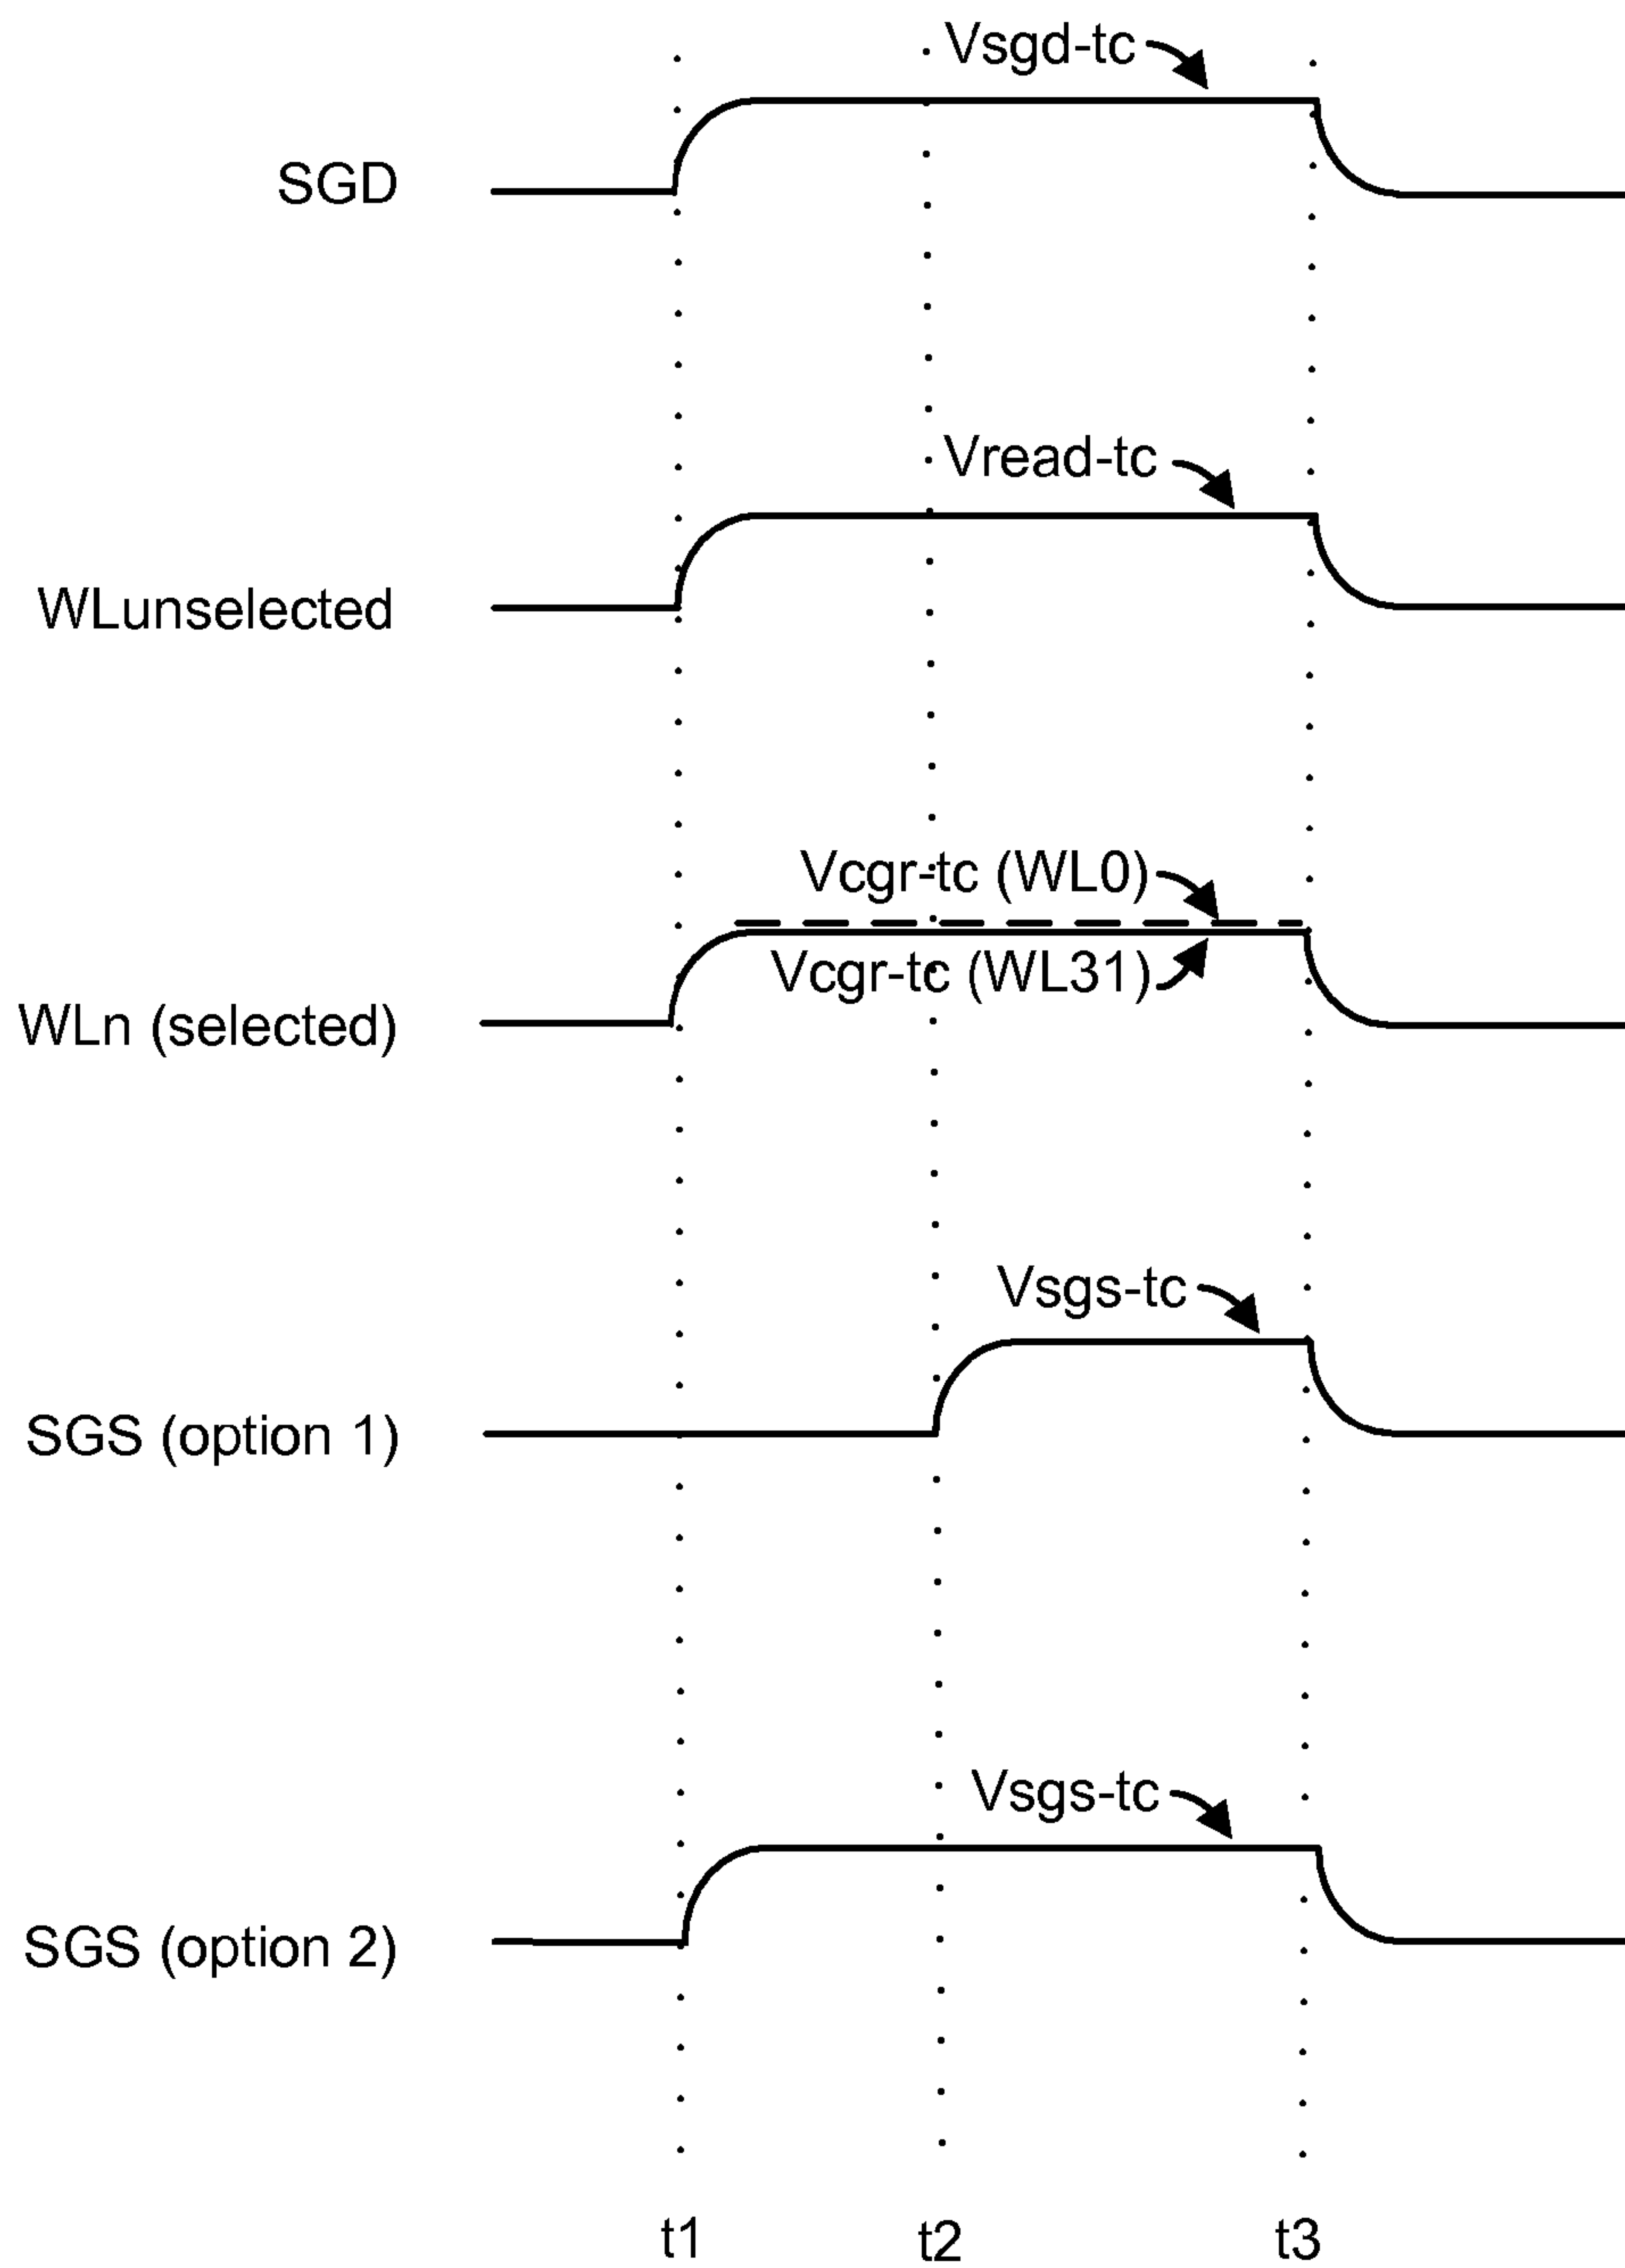 Vsgd-tc
SGD
Vread-tc
WLunselected
Vcgr-tc (WL0)
Vcgr-tc (WL31)
WLn (selected)
Vsgs-tc
SGS (option 1)
Vsgs-tc
SGS (option 2)
t1 t2 t3